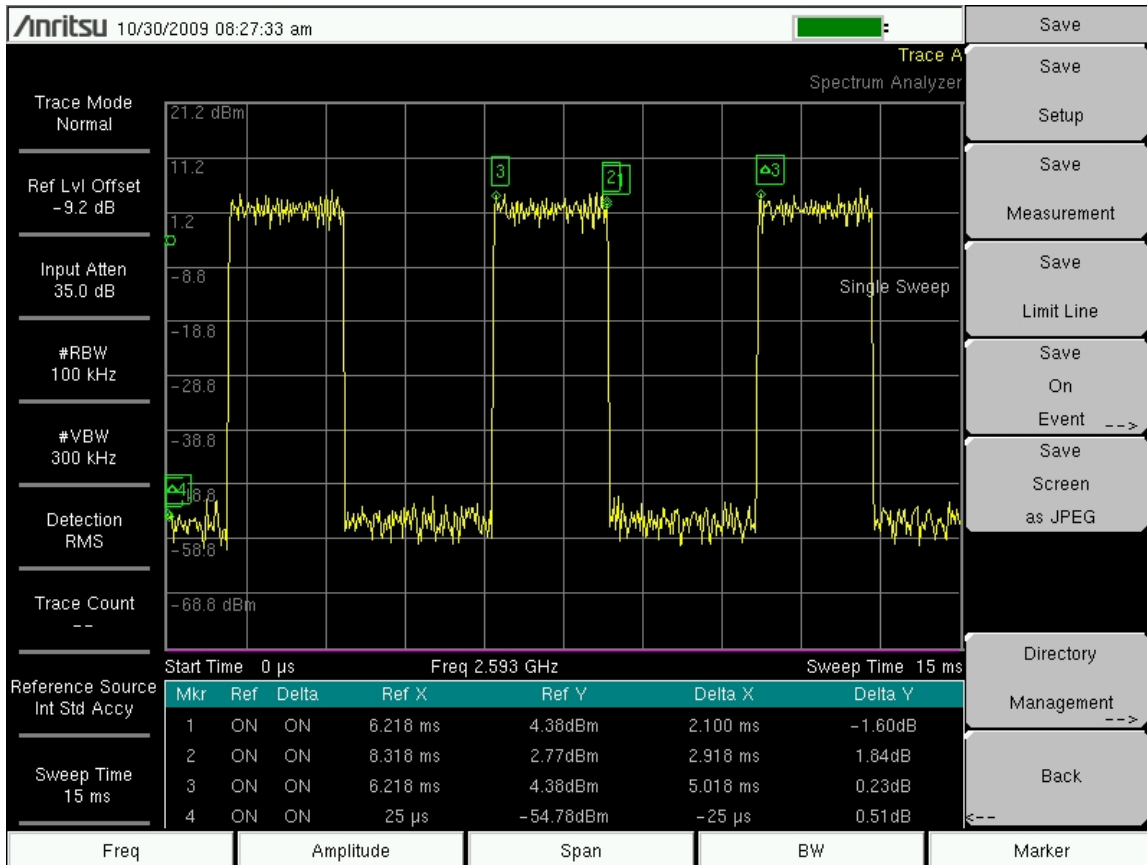 Anritsu 10/30/2009 08:27:33 am
Save
Trace A
Spectrum Analyzer
Trace Mode
Normal
Ref Lvl Offset
-9.2 dB
Input Atten
35.0 dB
#RBW
100 kHz
#VBW
300 kHz
Detection
RMS
Trace Count
--
Reference Source
Int Std Accy
Sweep Time
15 ms
21.2 dBm
11.2
1.2
-8.8
-18.8
-28.8
-38.8
-58.8
-68.8 dBm
3
2
1
Δ3
Δ4
Single Sweep
Start Time 0 µs
Freq 2.593 GHz
Sweep Time 15 ms
Mkr Ref Delta Ref X Ref Y Delta X Delta Y
1 ON ON 6.218 ms 4.38dBm 2.100 ms -1.60dB
2 ON ON 8.318 ms 2.77dBm 2.918 ms 1.84dB
3 ON ON 6.218 ms 4.38dBm 5.018 ms 0.23dB
4 ON ON 25 µs -54.78dBm -25 µs 0.51dB
Save
Setup
Save
Measurement
Save
Limit Line
Save
On
Event -->
Save
Screen
as JPEG
Directory
Management
-->
Back
<--
Freq
Amplitude
Span
BW
Marker